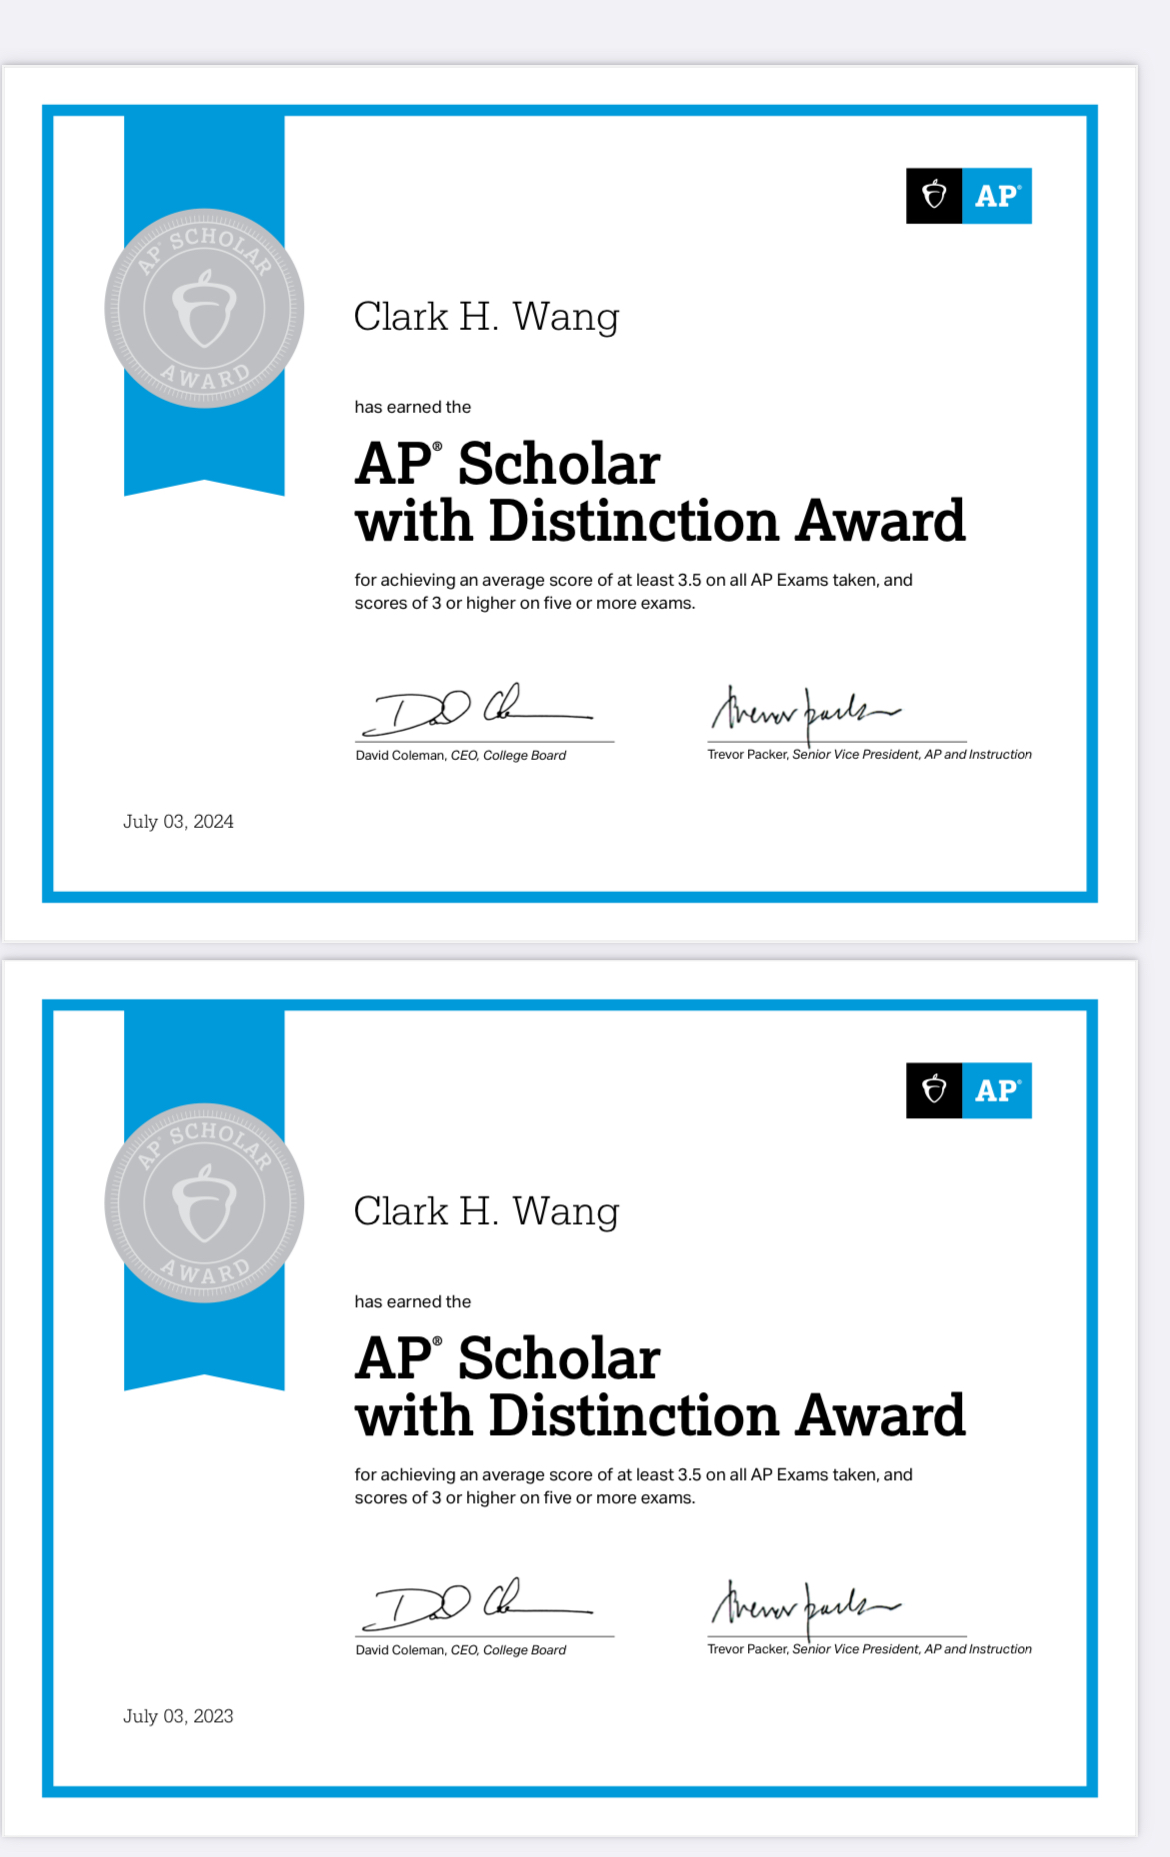 AP®
AP® SCHOLAR
AWARD
Clark H. Wang
has earned the
AP® Scholar
with Distinction Award
for achieving an average score of at least 3.5 on all AP Exams taken, and
scores of 3 or higher on five or more exams.
David Coleman, CEO, College Board
Trevor Packer, Senior Vice President, AP and Instruction
July 03, 2024
AP®
AP® SCHOLAR
AWARD
Clark H. Wang
has earned the
AP® Scholar
with Distinction Award
for achieving an average score of at least 3.5 on all AP Exams taken, and
scores of 3 or higher on five or more exams.
David Coleman, CEO, College Board
Trevor Packer, Senior Vice President, AP and Instruction
July 03, 2023